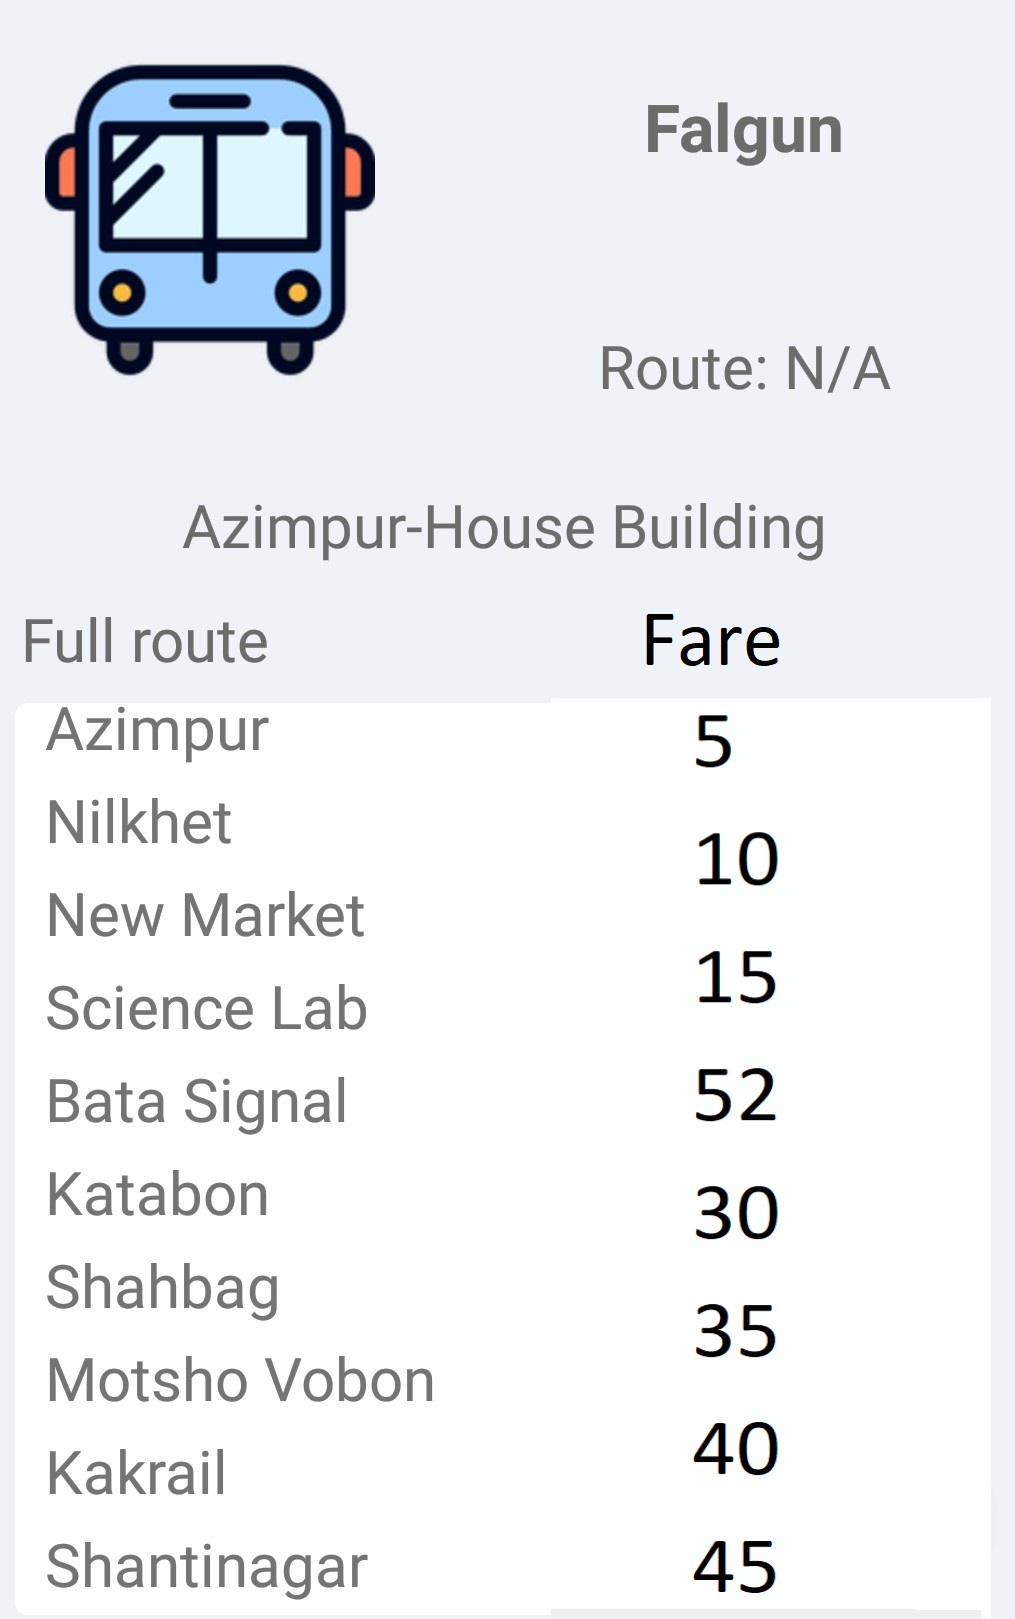 Falgun
Route: N/A
Azimpur-House Building
Full route Fare
Azimpur 5
Nilkhet 10
New Market
Science Lab 15
Bata Signal 52
Katabon 30
Shahbag 35
Motsho Vobon
Kakrail 40
Shantinagar 45